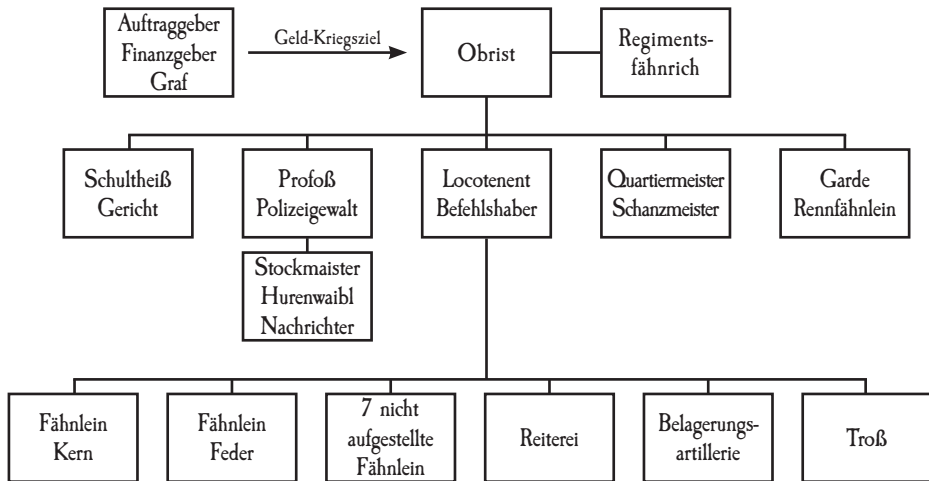 Auftraggeber
Finanzgeber
Graf
Geld-Kriegsziel
Obrist
Regiments-
fähnrich
Schultheiß
Gericht
Profoß
Polizeigewalt
Locotenent
Befehlshaber
Quartiermeister
Schanzmeister
Garde
Rennfähnlein
Stockmaister
Hurenwaibl
Nachrichter
Fähnlein
Kern
Fähnlein
Feder
7 nicht
aufgestellte
Fähnlein
Reiterei
Belagerungs-
artillerie
Troß